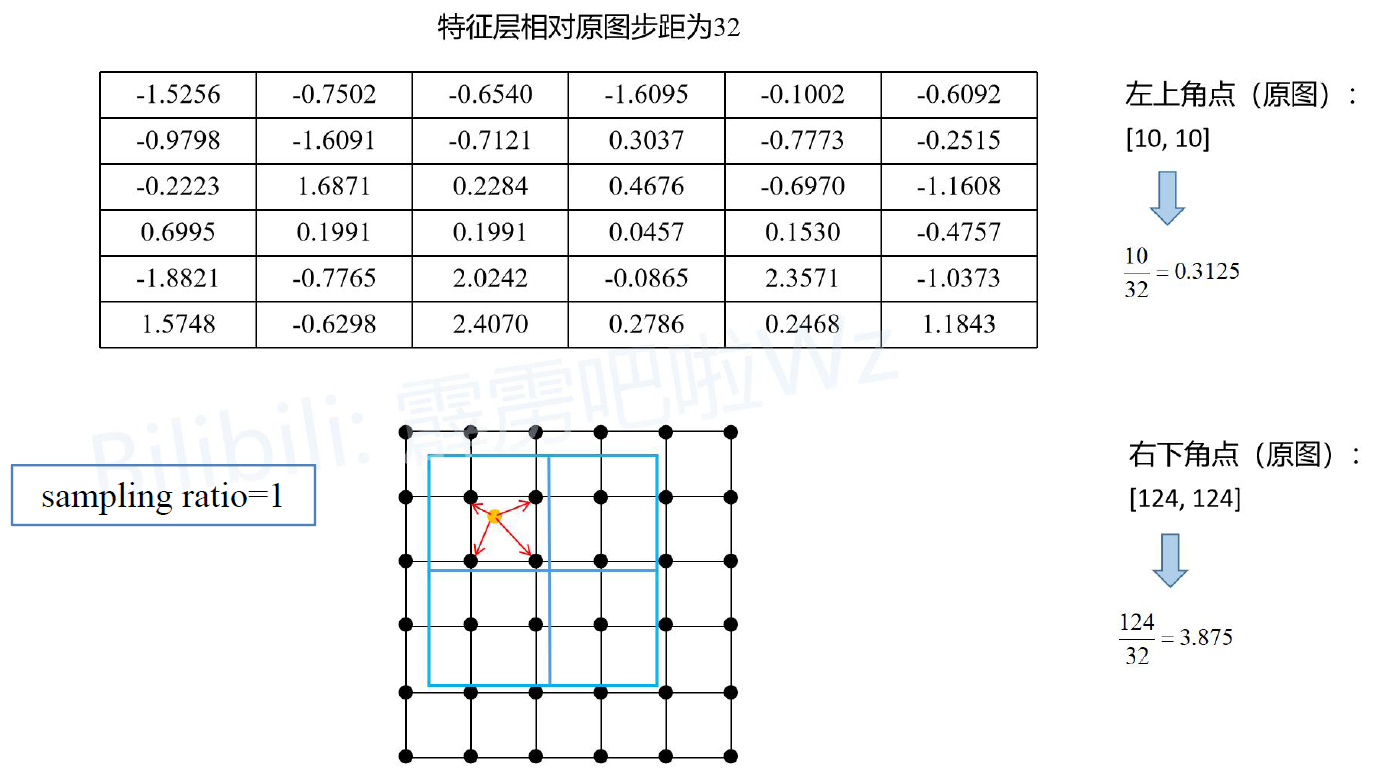 特征层相对原图步距为32
-1.5256 -0.7502 -0.6540 -1.6095 -0.1002 -0.6092
-0.9798 -1.6091 -0.7121 0.3037 -0.7773 -0.2515
-0.2223 1.6871 0.2284 0.4676 -0.6970 -1.1608
0.6995 0.1991 0.1991 0.0457 0.1530 -0.4757
-1.8821 -0.7765 2.0242 -0.0865 2.3571 -1.0373
1.5748 -0.6298 2.4070 0.2786 0.2468 1.1843
左上角点（原图）:
[10, 10]
10
32
= 0.3125
Bilibili: 霹雳吧啦Wz
sampling ratio=1
右下角点（原图）:
[124, 124]
124
32
= 3.875